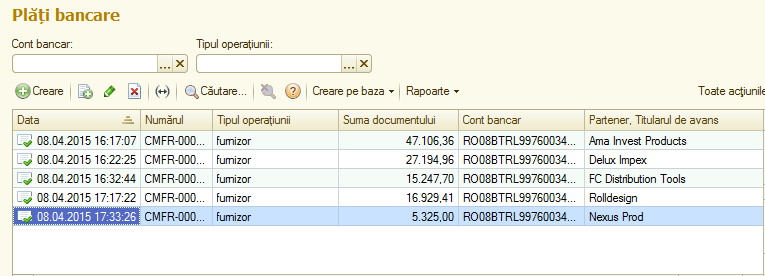 Plăți bancare
Cont bancar: Tipul operațiunii:
... ... 
Creare Căutare... Creare pe baza Rapoarte Toate acțiunile
Data Numărul Tipul operațiunii Suma documentului Cont bancar Partener, Titularul de avans
08.04.2015 16:17:07 CMFR-000... furnizor 47.106,36 RO08BTRL99760034... Ama Invest Products
08.04.2015 16:22:25 CMFR-000... furnizor 27.194,96 RO08BTRL99760034... Delux Impex
08.04.2015 16:32:44 CMFR-000... furnizor 15.247,70 RO08BTRL99760034... FC Distribution Tools
08.04.2015 17:17:22 CMFR-000... furnizor 16.929,41 RO08BTRL99760034... Rolldesign
08.04.2015 17:33:26 CMFR-000... furnizor 5.325,00 RO08BTRL99760034... Nexus Prod